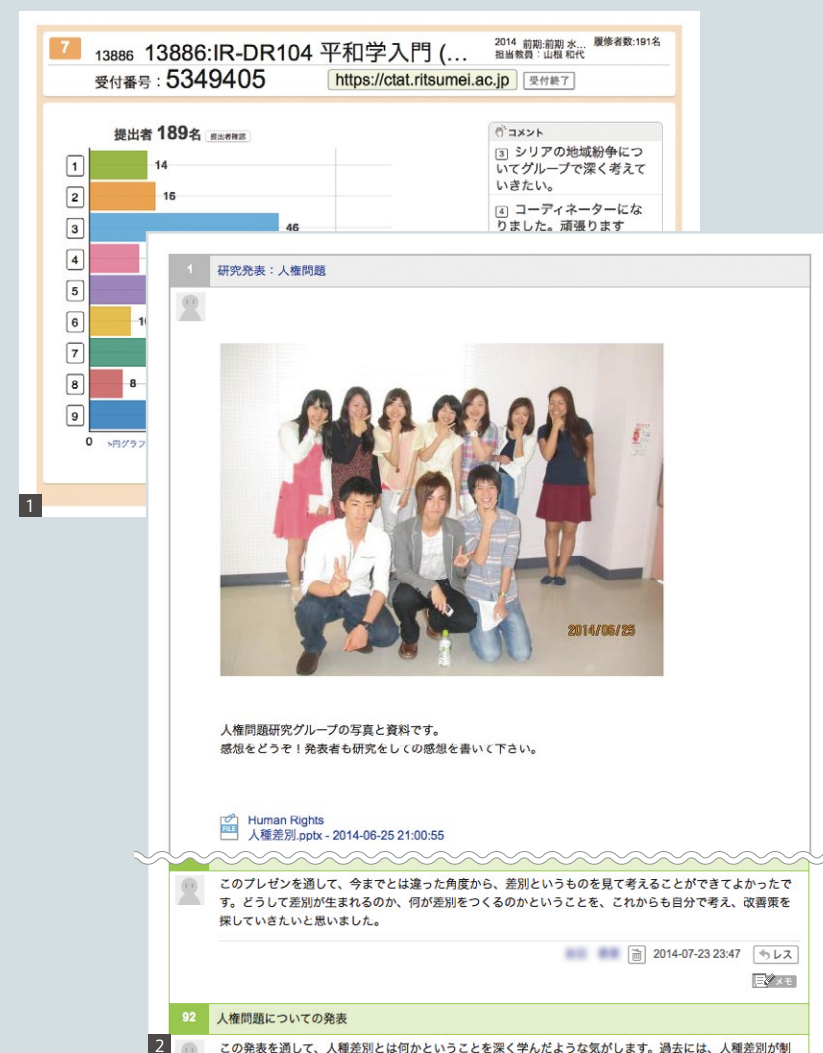 7
13886 13886:IR-DR104 平和学入門 (...
2014 前期:前期 水... 履修者数:191名
担当教員:山根 和代
受付番号:5349405
https://ctat.ritsumei.ac.jp 受付終了
提出者 189名 提出者確認
1 14
2 16
3 46
4
5
6
7
8 8
9
0
コメント
3 シリアの地域紛争につ
いてグループで深く考えて
いきたい。
4 コーディネーターにな
りました。頑張ります
1
1 研究発表:人権問題
2014/06/25
人権問題研究グループの写真と資料です。
感想をどうぞ!発表者も研究をしての感想を書いて下さい。
FILE
Human Rights
人種差別.pptx - 2014-06-25 21:00:55
このプレゼンを通して、今までとは違った角度から、差別というものを見て考えることができてよかったで
す。どうして差別が生まれるのか、何が差別をつくるのかということを、これからも自分で考え、改善策を
探していきたいと思いました。
2014-07-23 23:47 レス
メモ
92 人権問題についての発表
2
この発表を通して、人種差別とは何かということを深く学んだような気がします。過去には、人種差別が制